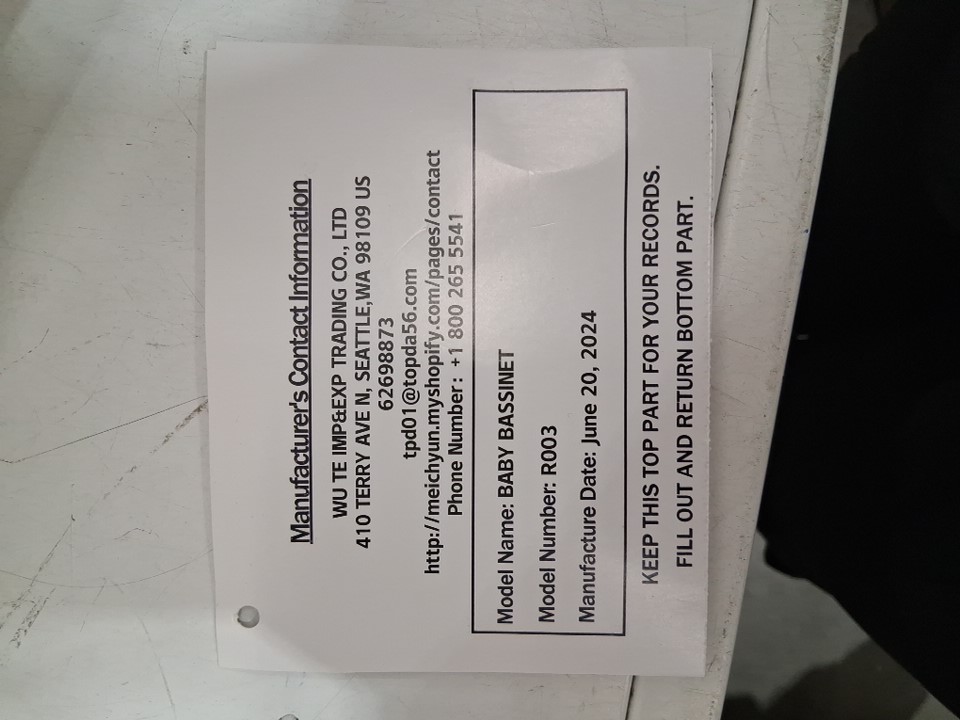 Manufacturer's Contact Information
WU TE IMP&EXP TRADING CO., LTD
410 TERRY AVE N, SEATTLE,WA 98109 US
62698873
tpd01@topda56.com
http://meichyun.myshopify.com/pages/contact
Phone Number: +1 800 265 5541
Model Name: BABY BASSINET
Model Number: R003
Manufacture Date: June 20, 2024
KEEP THIS TOP PART FOR YOUR RECORDS.
FILL OUT AND RETURN BOTTOM PART.